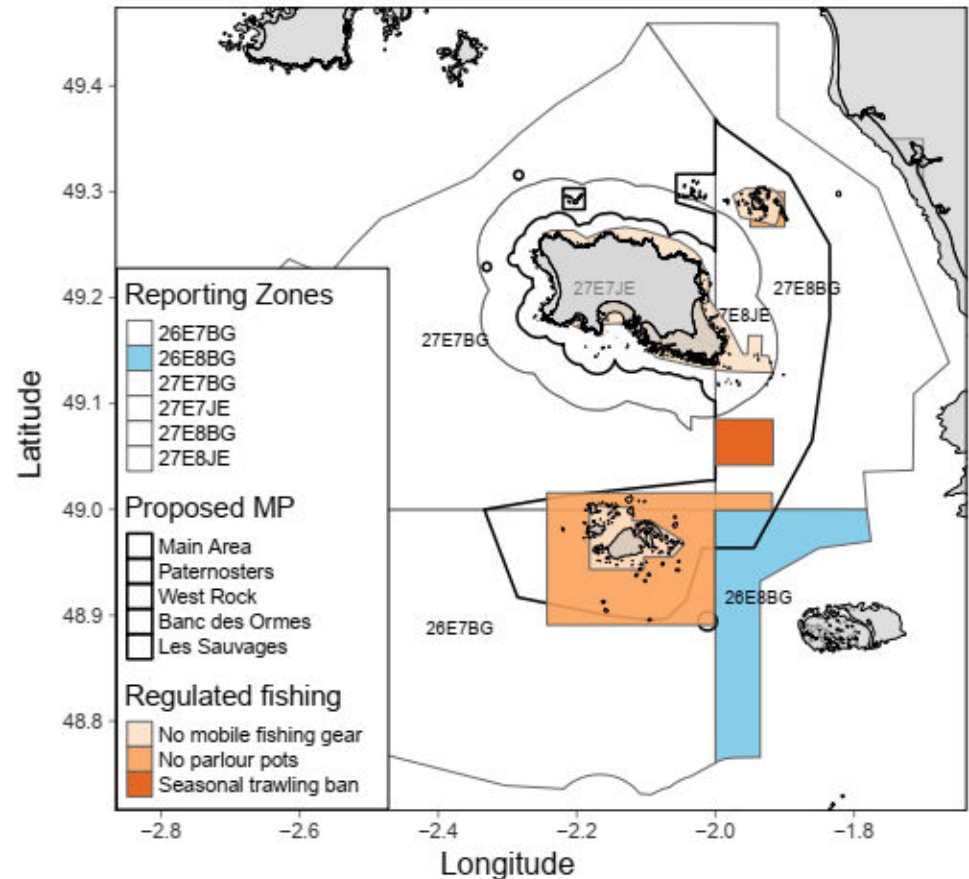 49.4
49.3
49.2
49.1
49.0
48.9
48.8
Latitude
Reporting Zones
26E7BG
26E8BG
27E7BG
27E7JE
27E8BG
27E8JE
Proposed MP
Main Area
Paternosters
West Rock
Banc des Ormes
Les Sauvages
Regulated fishing
No mobile fishing gear
No parlour pots
Seasonal trawling ban
27E7JE
27E8BG
7E8JE
27E7BG
26E8BG
26E7BG
−2.8
−2.6
−2.4
−2.2
−2.0
−1.8
Longitude